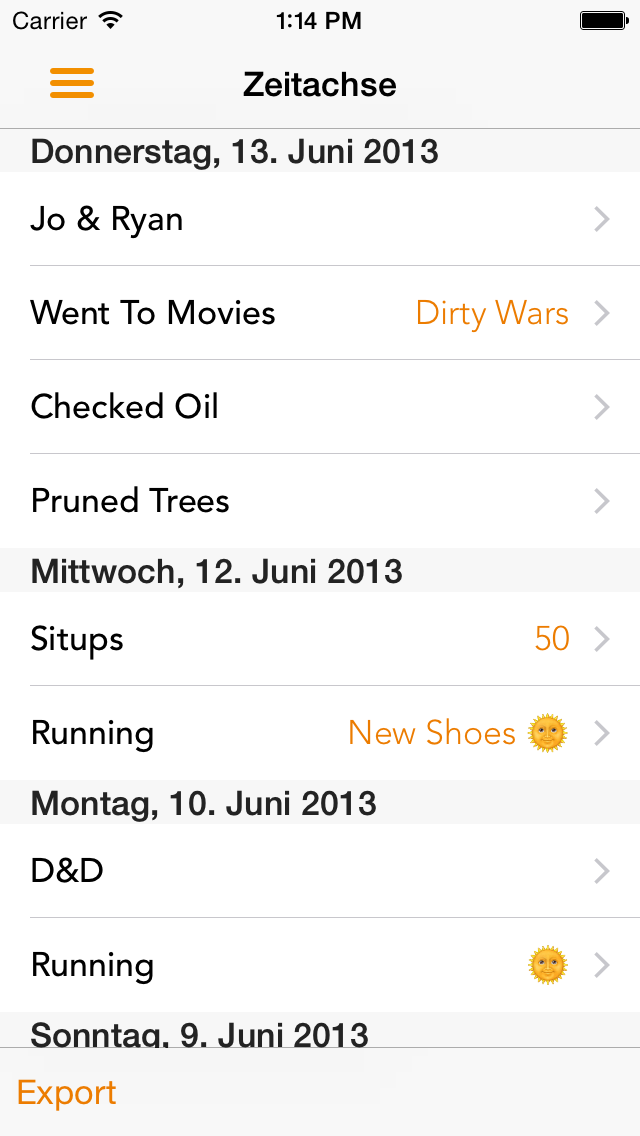 Carrier 1:14 PM
Zeitachse
Donnerstag, 13. Juni 2013
Jo & Ryan
Went To Movies Dirty Wars
Checked Oil
Pruned Trees
Mittwoch, 12. Juni 2013
Situps 50
Running New Shoes 🌞
Montag, 10. Juni 2013
D&D
Running 🌞
Sonntag, 9. Juni 2013
Export